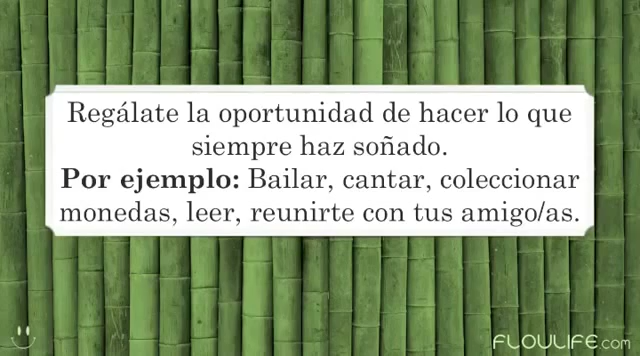 Regálate la oportunidad de hacer lo que
siempre haz soñado.
Por ejemplo: Bailar, cantar, coleccionar
monedas, leer, reunirte con tus amigo/as.
FLOWLIFE.com